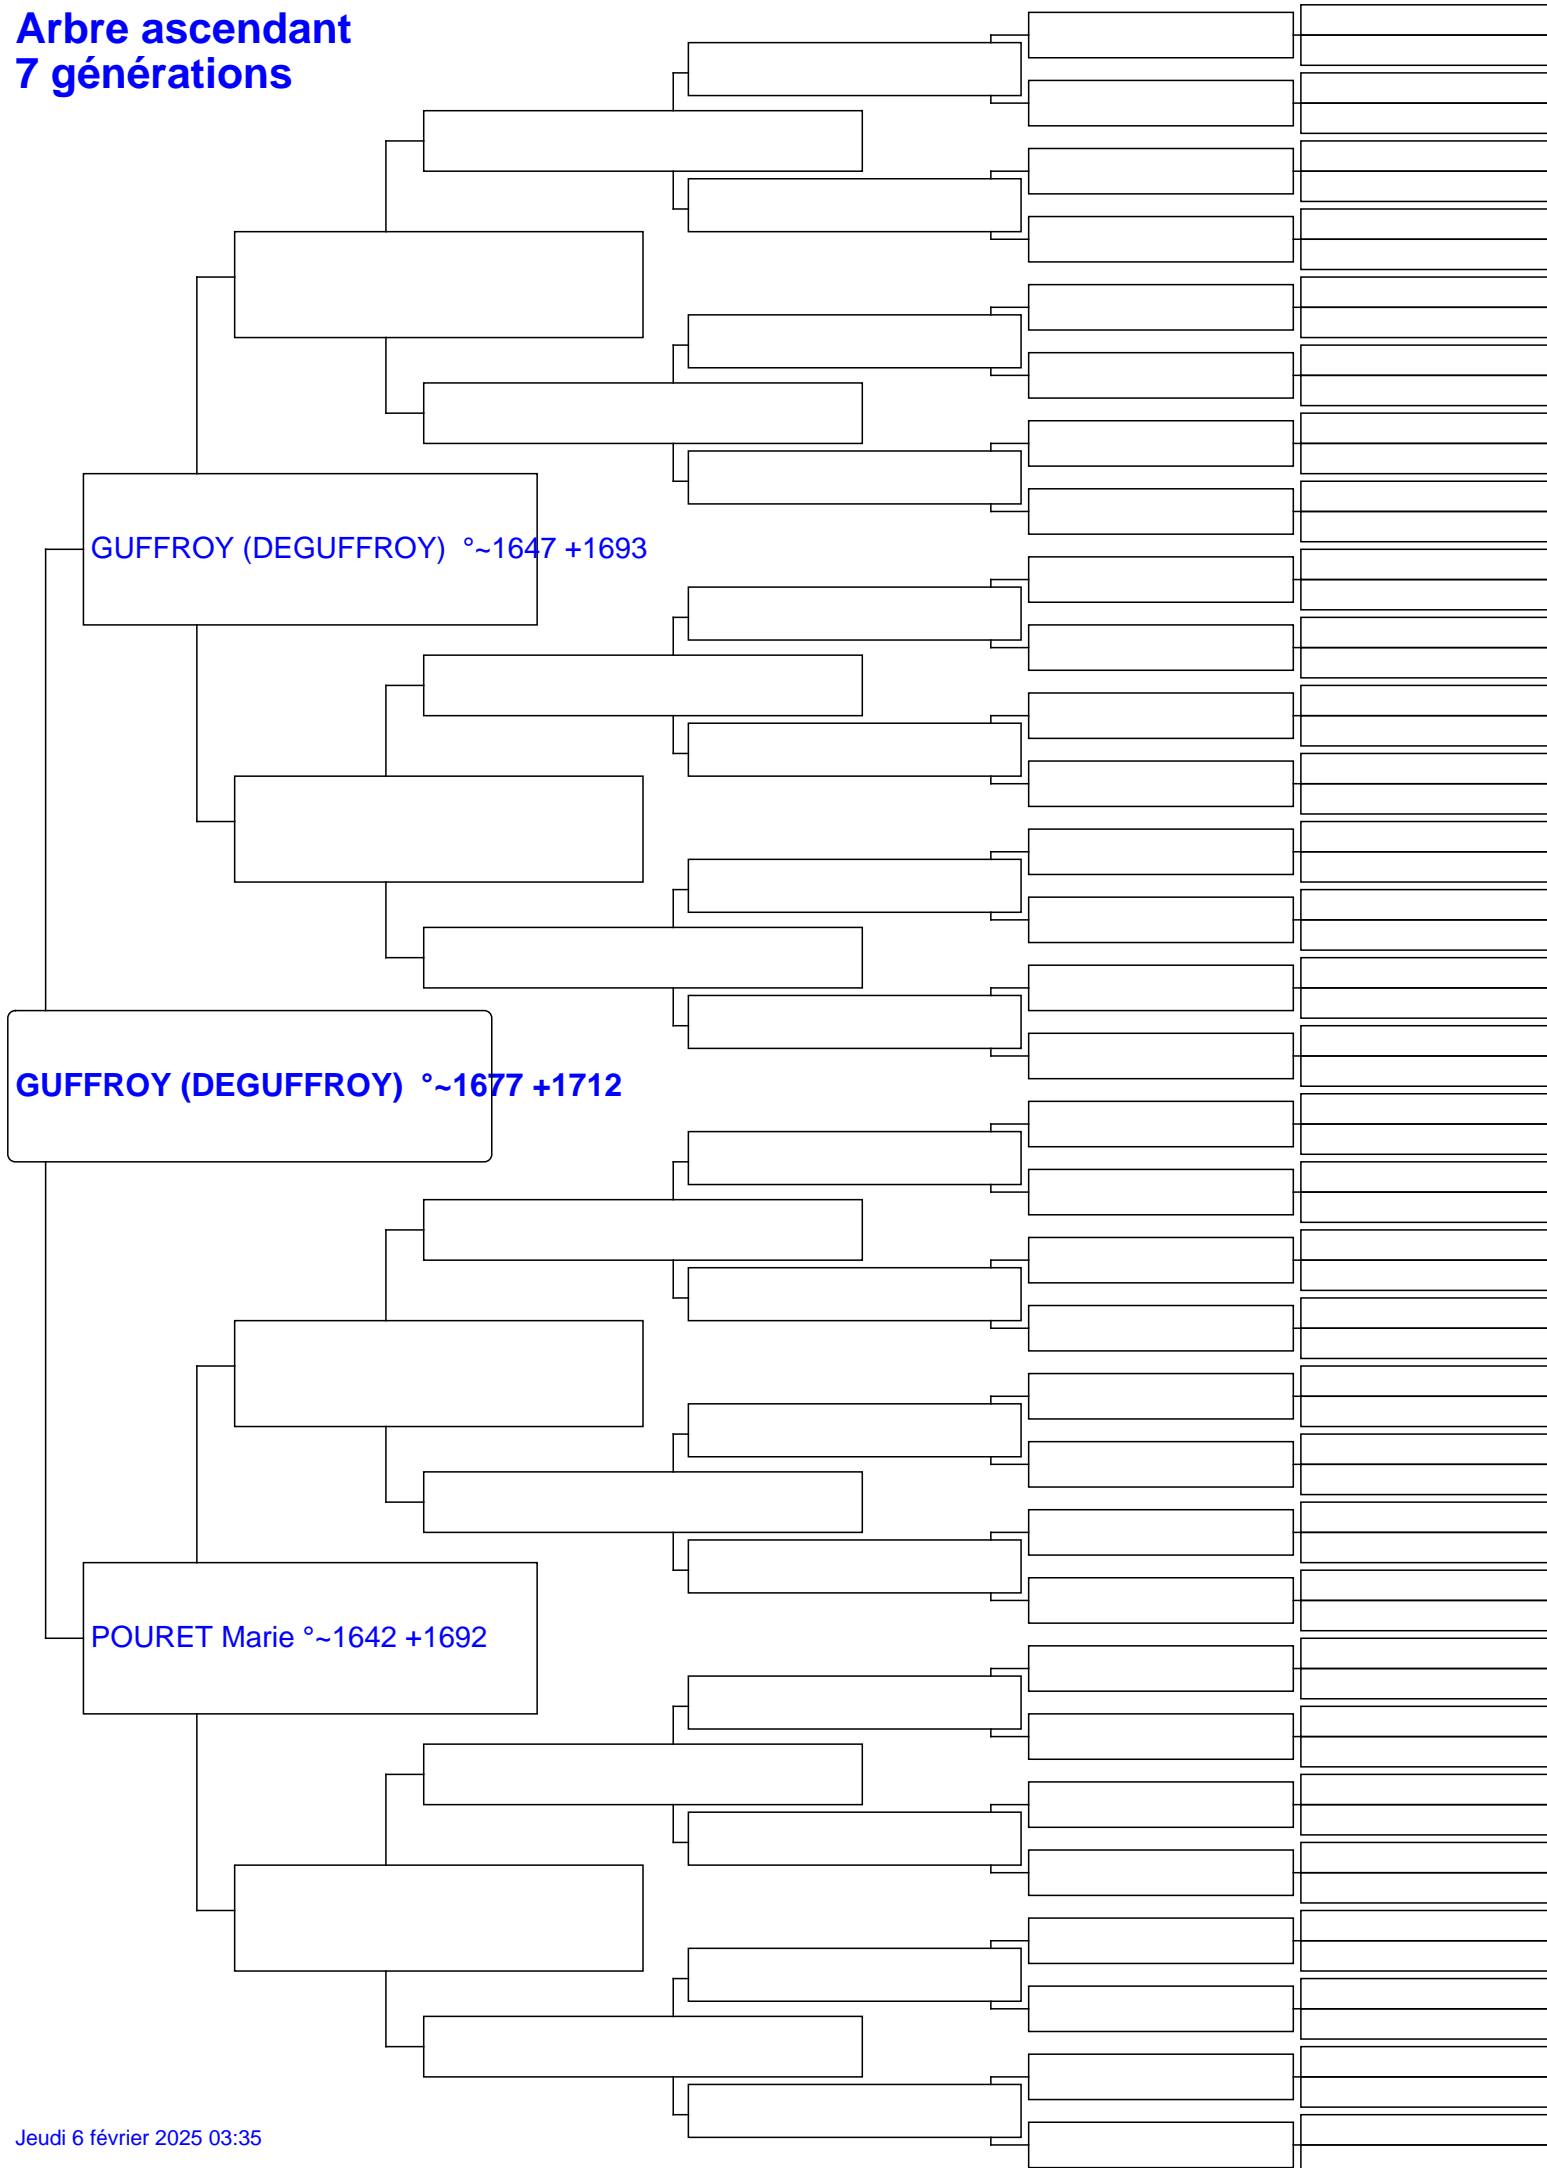 Arbre ascendant
7 générations
GUFFROY (DEGUFFROY)  °~1647 +1693
GUFFROY (DEGUFFROY)  °~1677 +1712
POURET Marie °~1642 +1692
Jeudi 6 février 2025 03:35